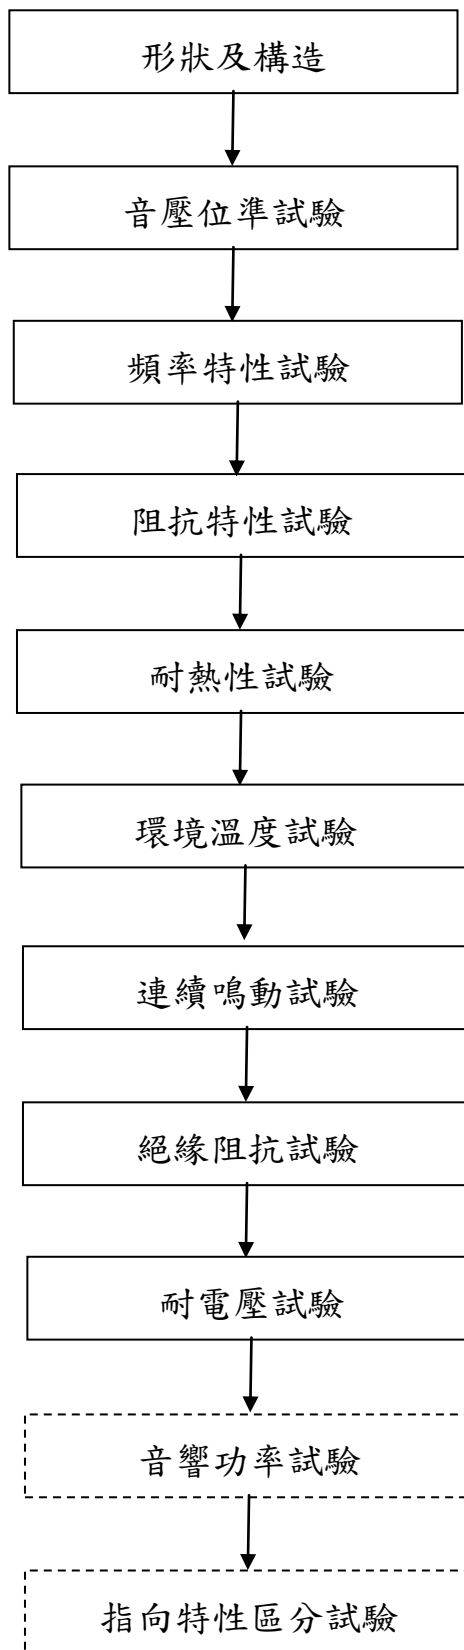 形狀及構造
音壓位準試驗
頻率特性試驗
阻抗特性試驗
耐熱性試驗
環境溫度試驗
連續鳴動試驗
絕緣阻抗試驗
耐電壓試驗
音響功率試驗
指向特性區分試驗